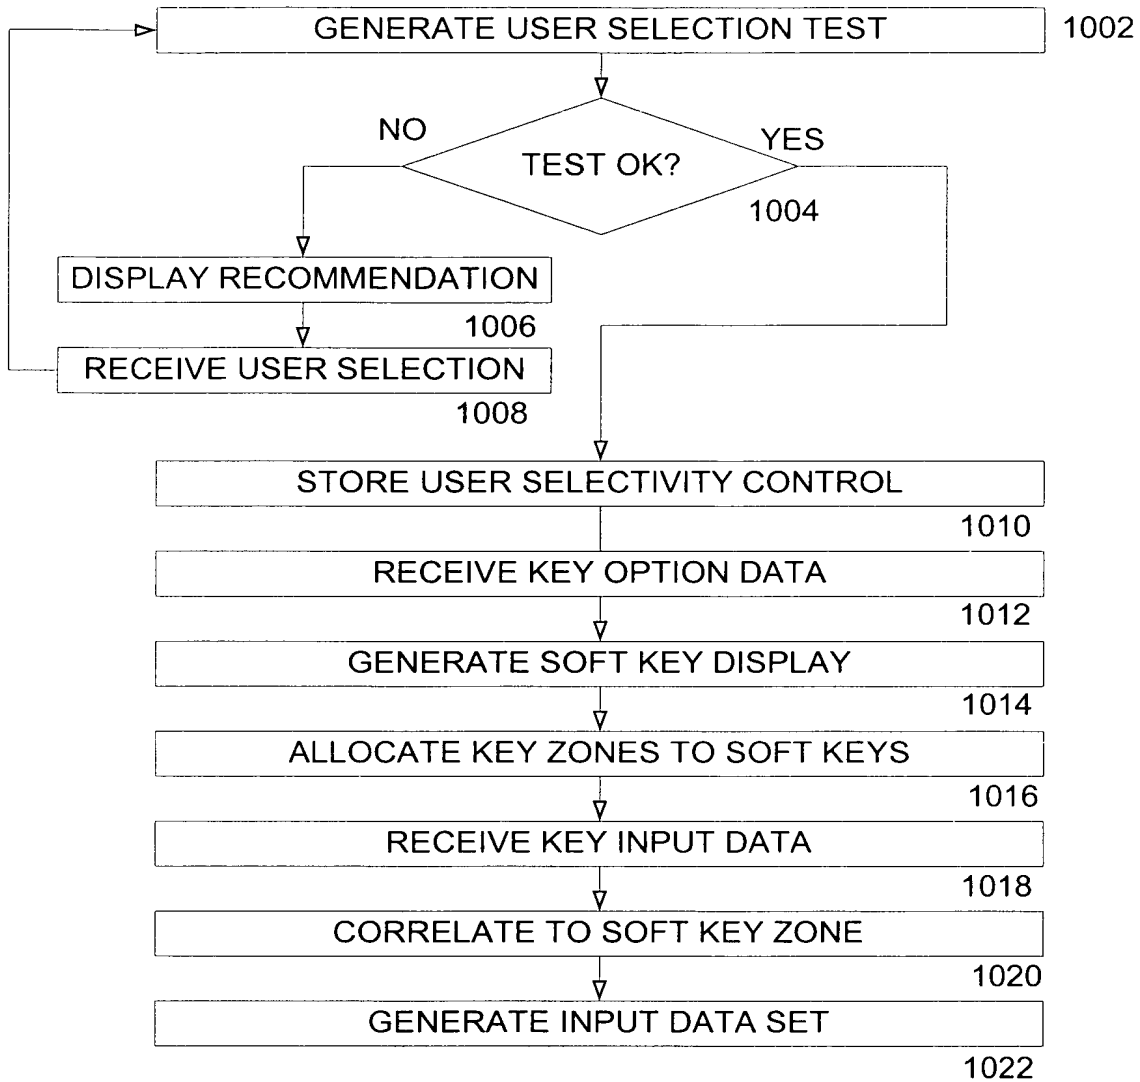 GENERATE USER SELECTION TEST
1002
NO
YES
TEST OK?
1004
DISPLAY RECOMMENDATION
1006
RECEIVE USER SELECTION
1008
STORE USER SELECTIVITY CONTROL
1010
RECEIVE KEY OPTION DATA
1012
GENERATE SOFT KEY DISPLAY
1014
ALLOCATE KEY ZONES TO SOFT KEYS
1016
RECEIVE KEY INPUT DATA
1018
CORRELATE TO SOFT KEY ZONE
1020
GENERATE INPUT DATA SET
1022